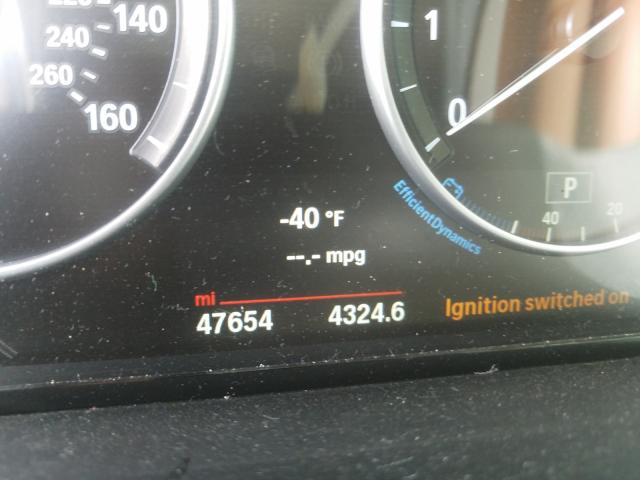 220
140
240
260
160
1
0
P
20
40
EfficientDynamics
-40 °F
--.- mpg
mi
47654 4324.6
Ignition switched on